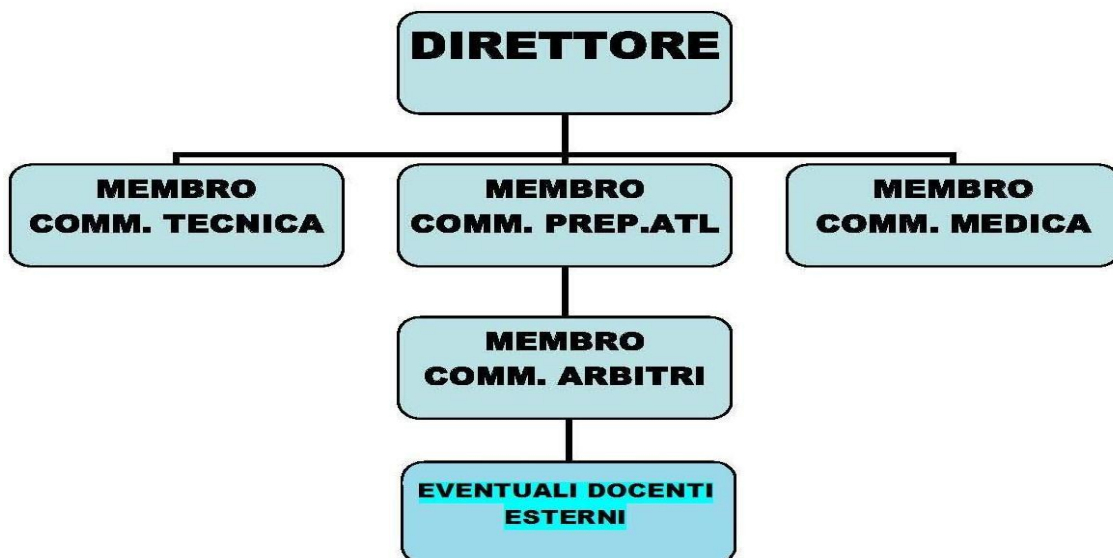 DIRETTORE
MEMBRO
COMM. TECNICA
MEMBRO
COMM. PREP.ATL
MEMBRO
COMM. MEDICA
MEMBRO
COMM. ARBITRI
EVENTUALI DOCENTI
ESTERNI